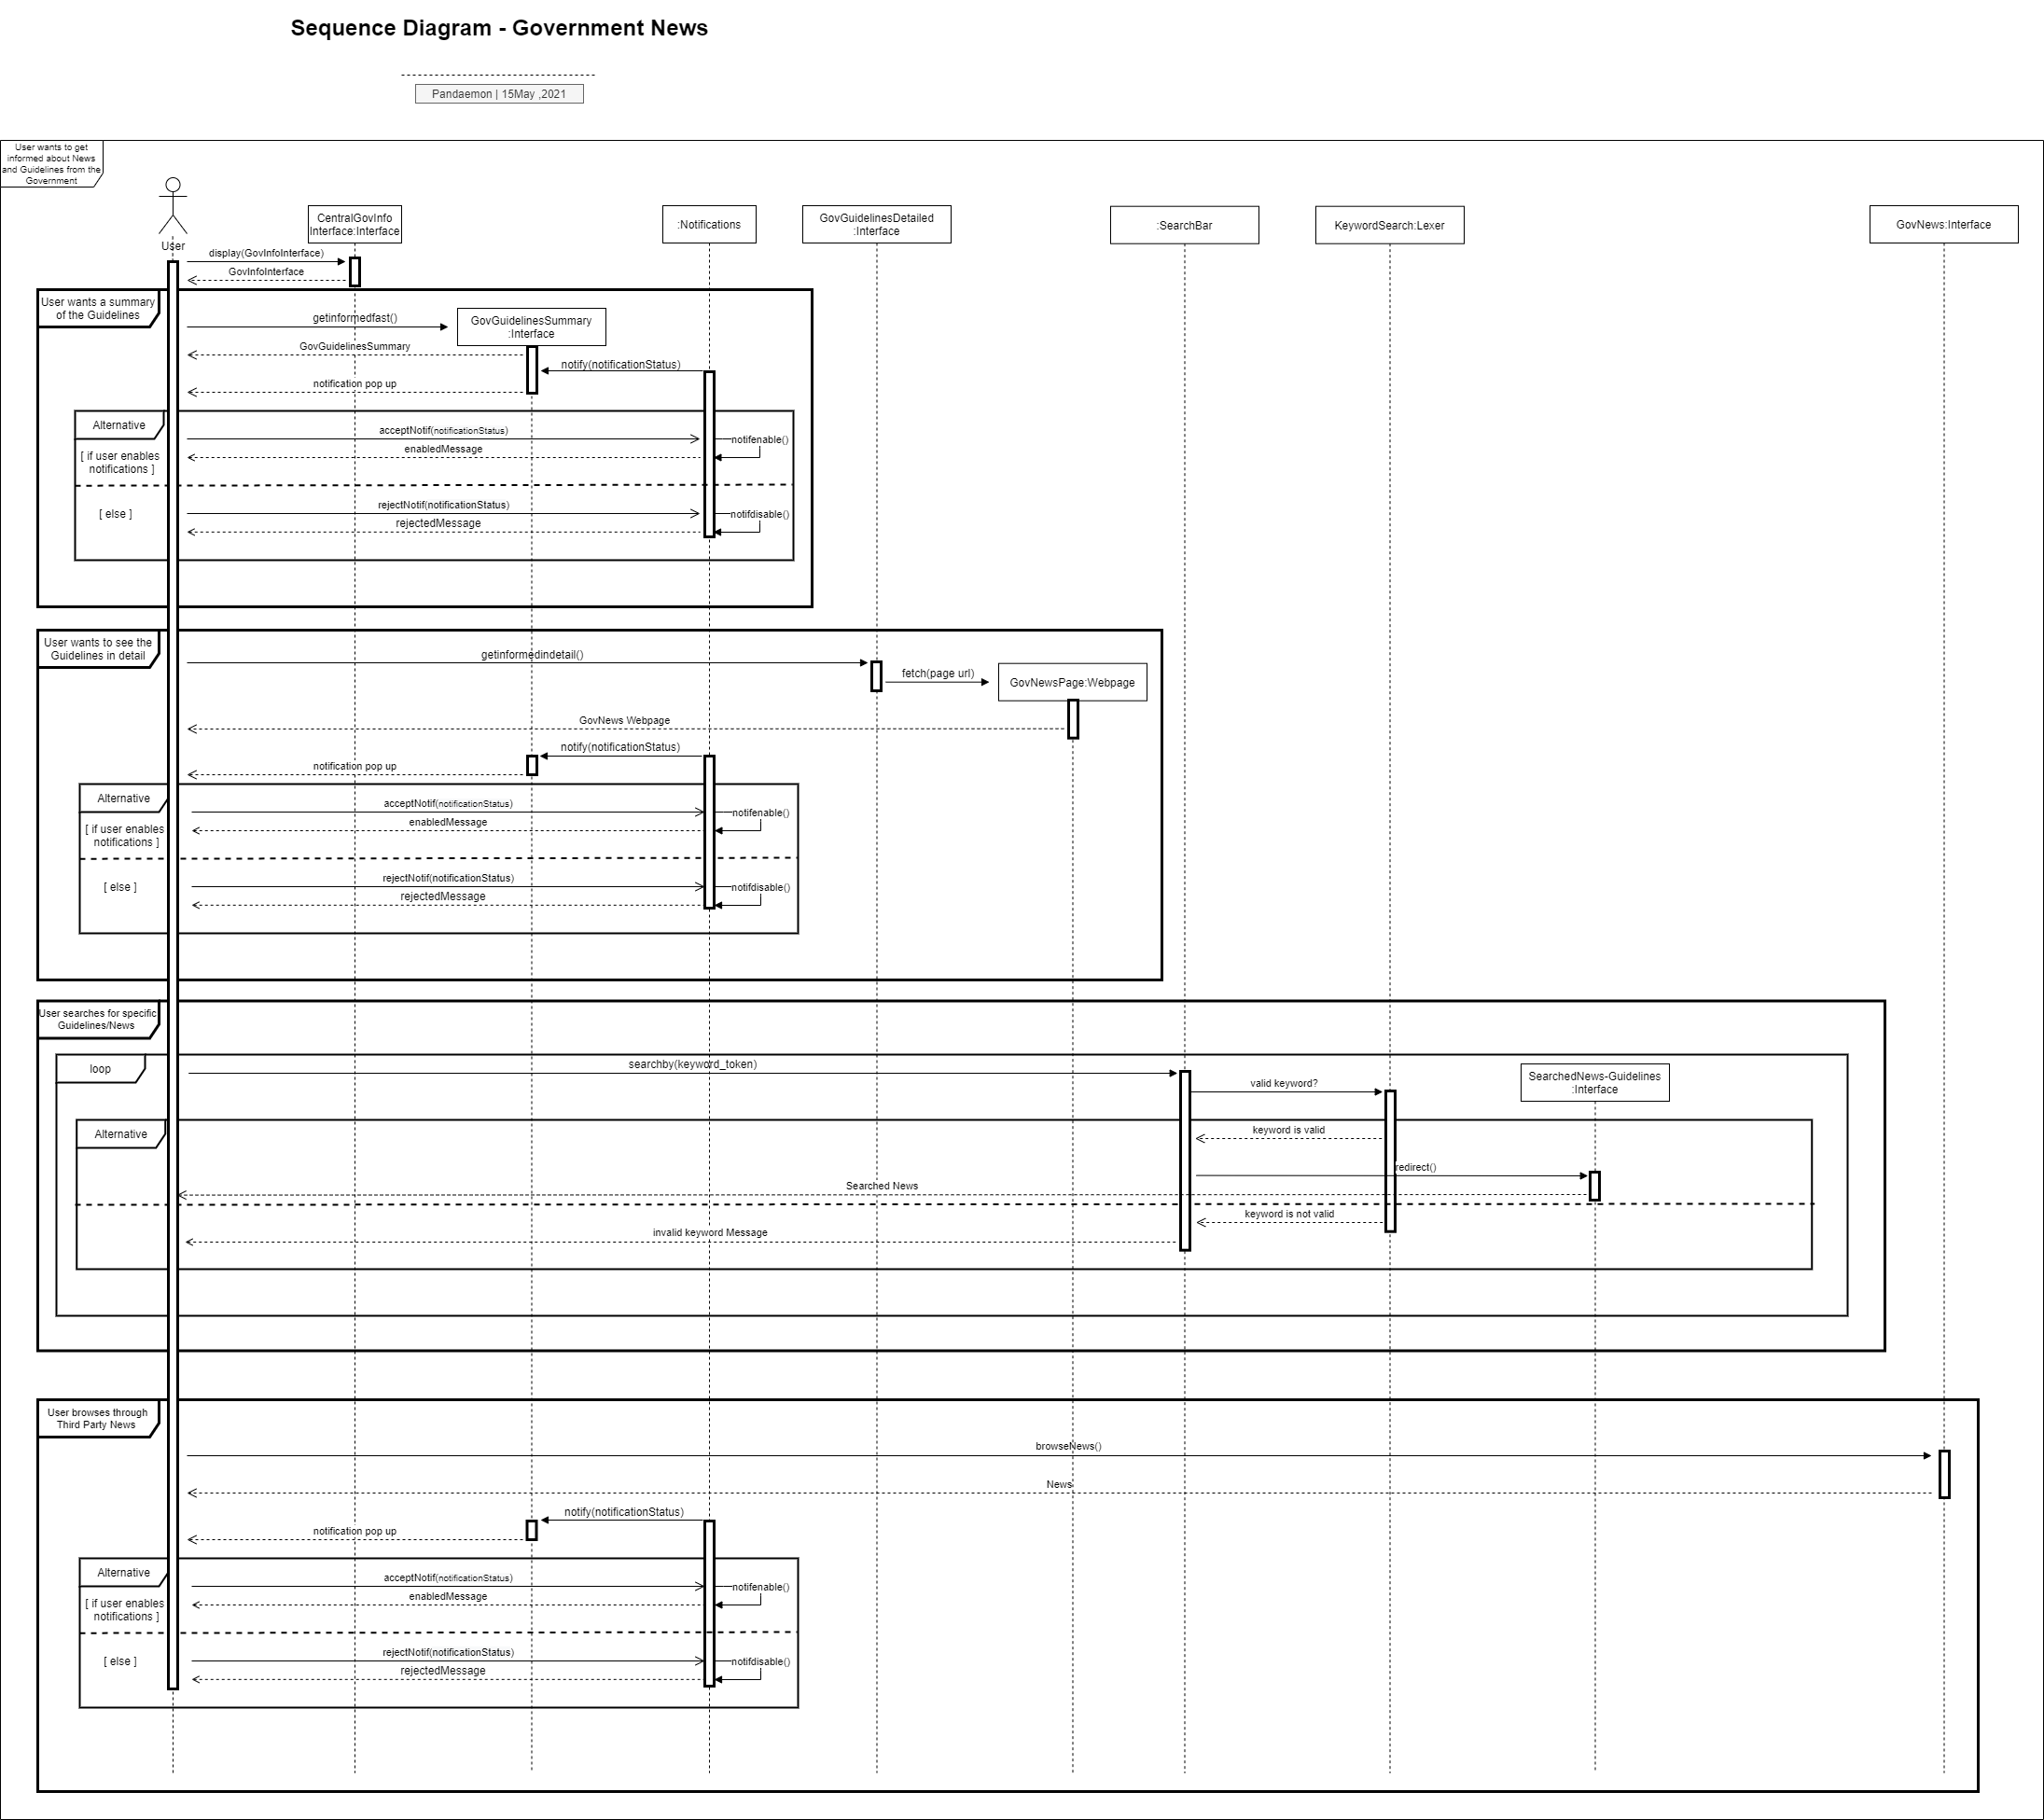 Sequence Diagram - Government News
Pandaemon | 15May ,2021
User wants to get
informed about News
and Guidelines from the
Government
User
CentralGovInfo
Interface:Interface
:Notifications
GovGuidelinesDetailed
:Interface
:SearchBar
KeywordSearch:Lexer
GovNews:Interface
display(GovInfoInterface)
GovInfoInterface
User wants a summary
of the Guidelines
getinformedfast()
GovGuidelinesSummary
:Interface
GovGuidelinesSummary
notify(notificationStatus)
notification pop up
Alternative
acceptNotif(notificationStatus)
notifenable()
enabledMessage
[ if user enables
notifications ]
rejectNotif(notificationStatus)
[ else ]
notifdisable()
rejectedMessage
User wants to see the
Guidelines in detail
getinformedindetail()
fetch(page url)
GovNewsPage:Webpage
GovNews Webpage
notify(notificationStatus)
notification pop up
Alternative
acceptNotif(notificationStatus)
notifenable()
enabledMessage
[ if user enables
notifications ]
rejectNotif(notificationStatus)
[ else ]
notifdisable()
rejectedMessage
User searches for specific
Guidelines/News
loop
searchby(keyword_token)
valid keyword?
SearchedNews-Guidelines
:Interface
Alternative
keyword is valid
redirect()
Searched News
keyword is not valid
invalid keyword Message
User browses through
Third Party News
browseNews()
News
notify(notificationStatus)
notification pop up
Alternative
acceptNotif(notificationStatus)
notifenable()
enabledMessage
[ if user enables
notifications ]
rejectNotif(notificationStatus)
[ else ]
notifdisable()
rejectedMessage